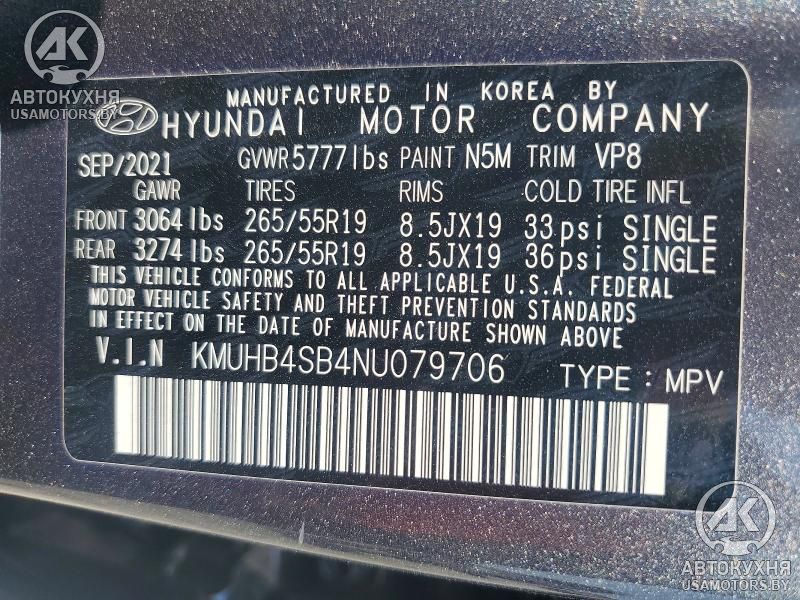 АК
АВТОКУХНЯ
USAMOTORS.BY
MANUFACTURED IN KOREA BY
HYUNDAI MOTOR COMPANY
SEP/2021 GVWR 5777 lbs PAINT N5M TRIM VP8
GAWR TIRES RIMS COLD TIRE INFL
FRONT 3064 lbs 265/55R19 8.5JX19 33 psi SINGLE
REAR 3274 lbs 265/55R19 8.5JX19 36 psi SINGLE
THIS VEHICLE CONFORMS TO ALL APPLICABLE U.S.A. FEDERAL
MOTOR VEHICLE SAFETY AND THEFT PREVENTION STANDARDS
IN EFFECT ON THE DATE OF MANUFACTURE SHOWN ABOVE
V.I.N KMUHB4SB4NU079706 TYPE : MPV
АК
АВТОКУХНЯ
USAMOTORS.BY